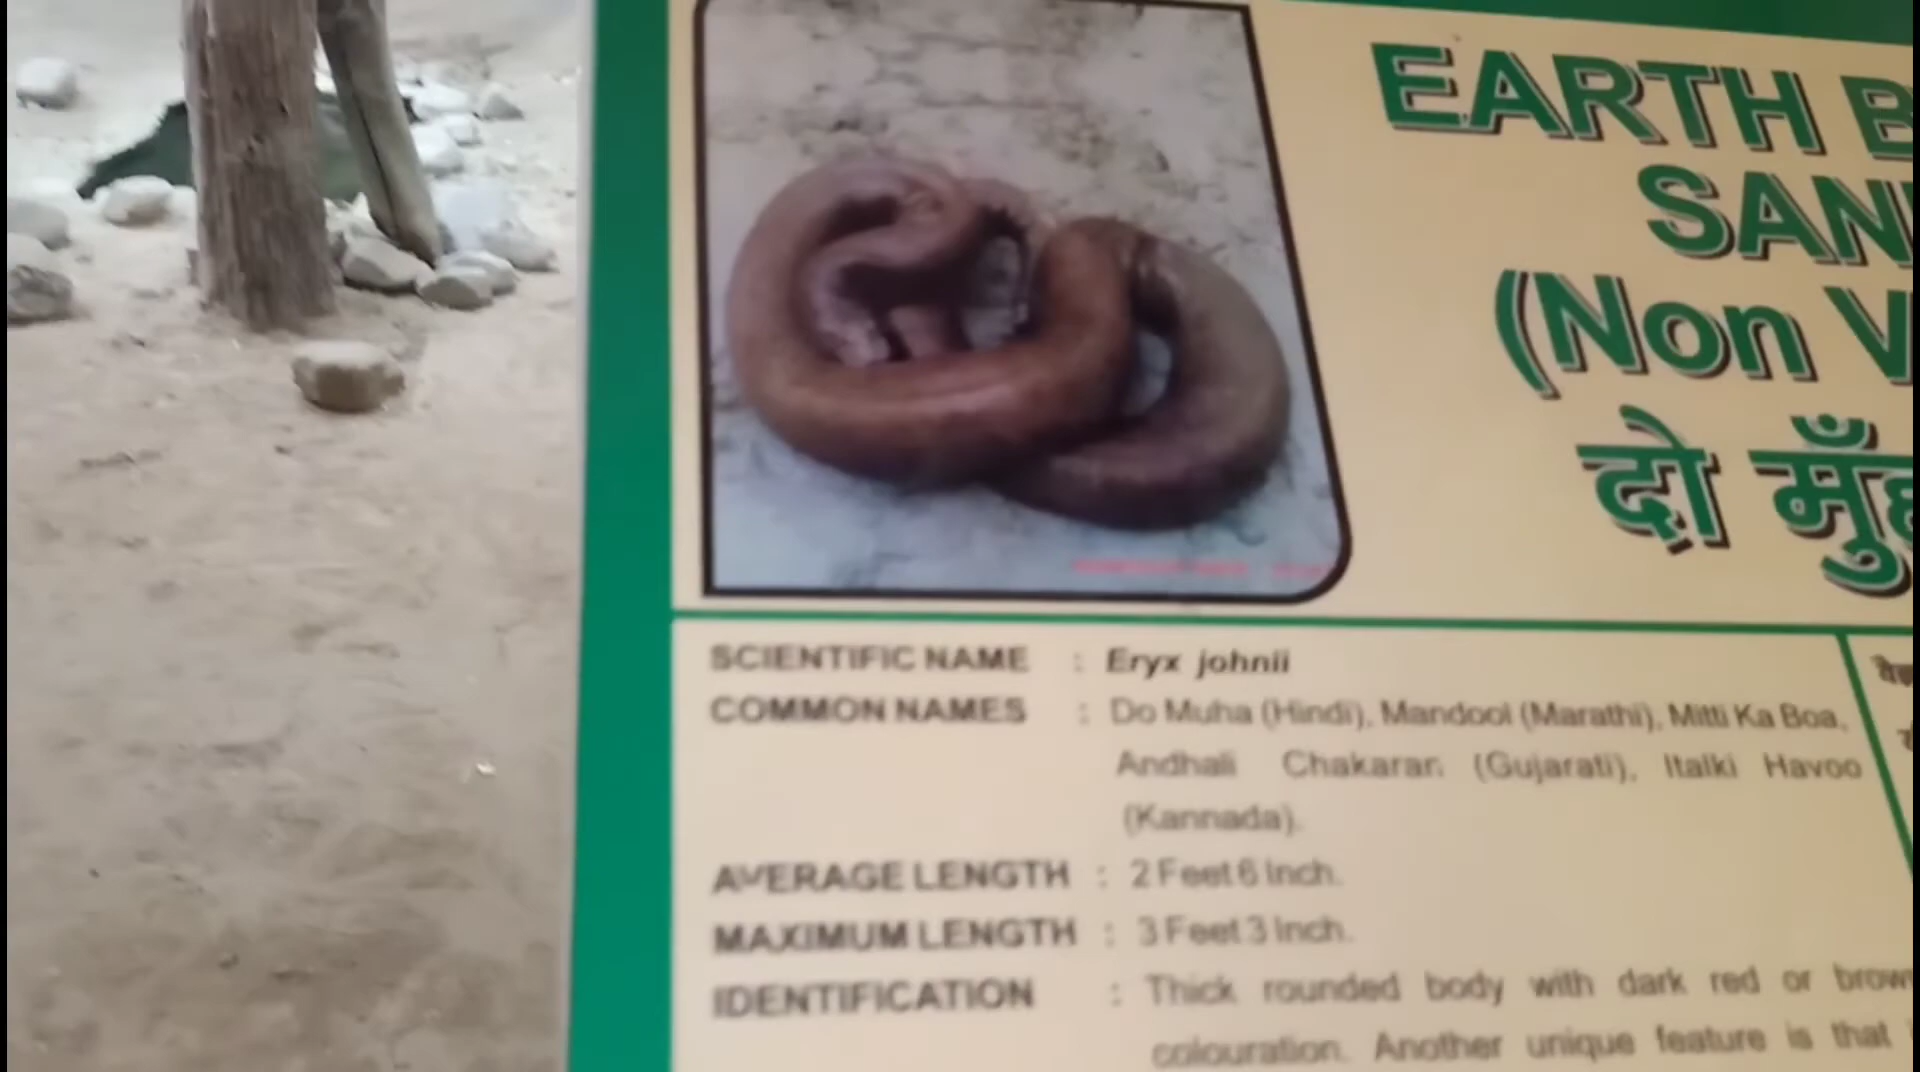 EARTH B
SAN
(Non V
दो मुँह
SCIENTIFIC NAME : Eryx johnii
COMMON NAMES : Do Muha (Hindi), Mandool (Marathi), Mitti Ka Boa,
Andhali Chakaran (Gujarati), Italki Havoo
(Kannada).
AVERAGE LENGTH : 2 Feet 6 Inch.
MAXIMUM LENGTH : 3 Feet 3 Inch.
IDENTIFICATION : Thick rounded body with dark red or brow
colouration. Another unique feature is that